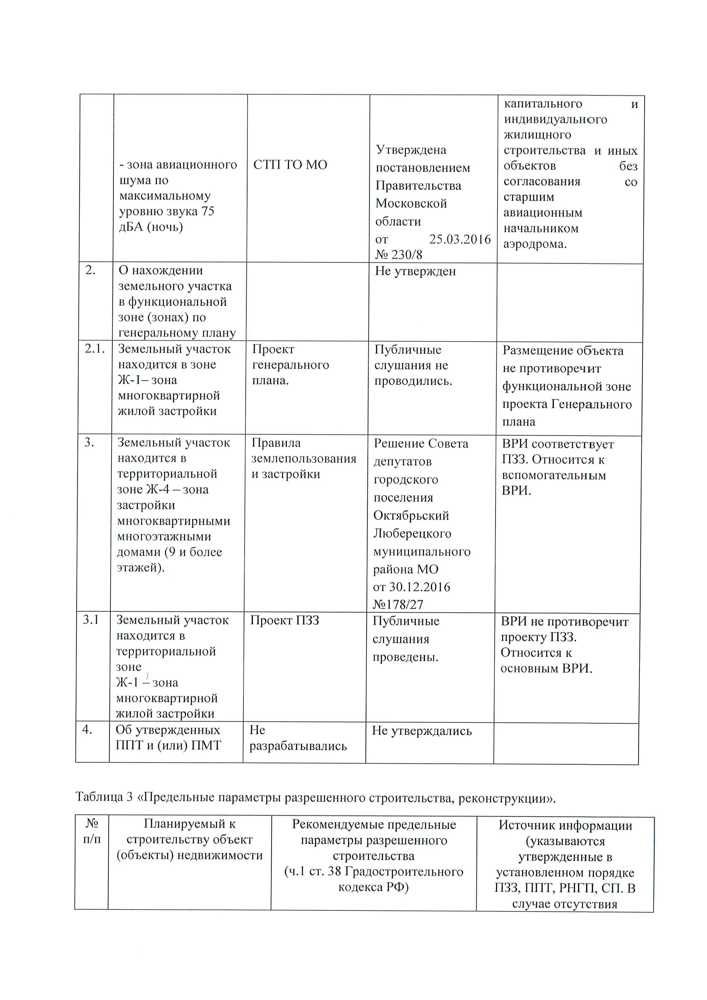 капитального и
индивидуального
жилищного
строительства и иных
объектов без
согласования со
старшим
авиационным
начальником
аэродрома.
- зона авиационного
шума по
максимальному
уровню звука 75
дБА (ночь)
СТП ТО МО
Утверждена
постановлением
Правительства
Московской
области
от 25.03.2016
№ 230/8
2.
О нахождении
земельного участка
в функциональной
зоне (зонах) по
генеральному плану
Не утвержден
2.1.
Земельный участок
находится в зоне
Ж-1– зона
многоквартирной
жилой застройки
Проект
генерального
плана.
Публичные
слушания не
проводились.
Размещение объекта
не противоречит
функциональной зоне
проекта Генерального
плана
3.
Земельный участок
находится в
территориальной
зоне Ж-4 – зона
застройки
многоквартирными
многоэтажными
домами (9 и более
этажей).
Правила
землепользования
и застройки
Решение Совета
депутатов
городского
поселения
Октябрьский
Люберецкого
муниципального
района МО
от 30.12.2016
№178/27
ВРИ соответствует
ПЗЗ. Относится к
вспомогательным
ВРИ.
3.1
Земельный участок
находится в
территориальной
зоне
Ж-1 – зона
многоквартирной
жилой застройки
Проект ПЗЗ
Публичные
слушания
проведены.
ВРИ не противоречит
проекту ПЗЗ.
Относится к
основным ВРИ.
4.
Об утвержденных
ППТ и (или) ПМТ
Не
разрабатывались
Не утверждались
Таблица 3 «Предельные параметры разрешенного строительства, реконструкции».
№
п/п
Планируемый к
строительству объект
(объекты) недвижимости
Рекомендуемые предельные
параметры разрешенного
строительства
(ч.1 ст. 38 Градостроительного
кодекса РФ)
Источник информации
(указываются
утвержденные в
установленном порядке
ПЗЗ, ППТ, РНГП, СП. В
случае отсутствия